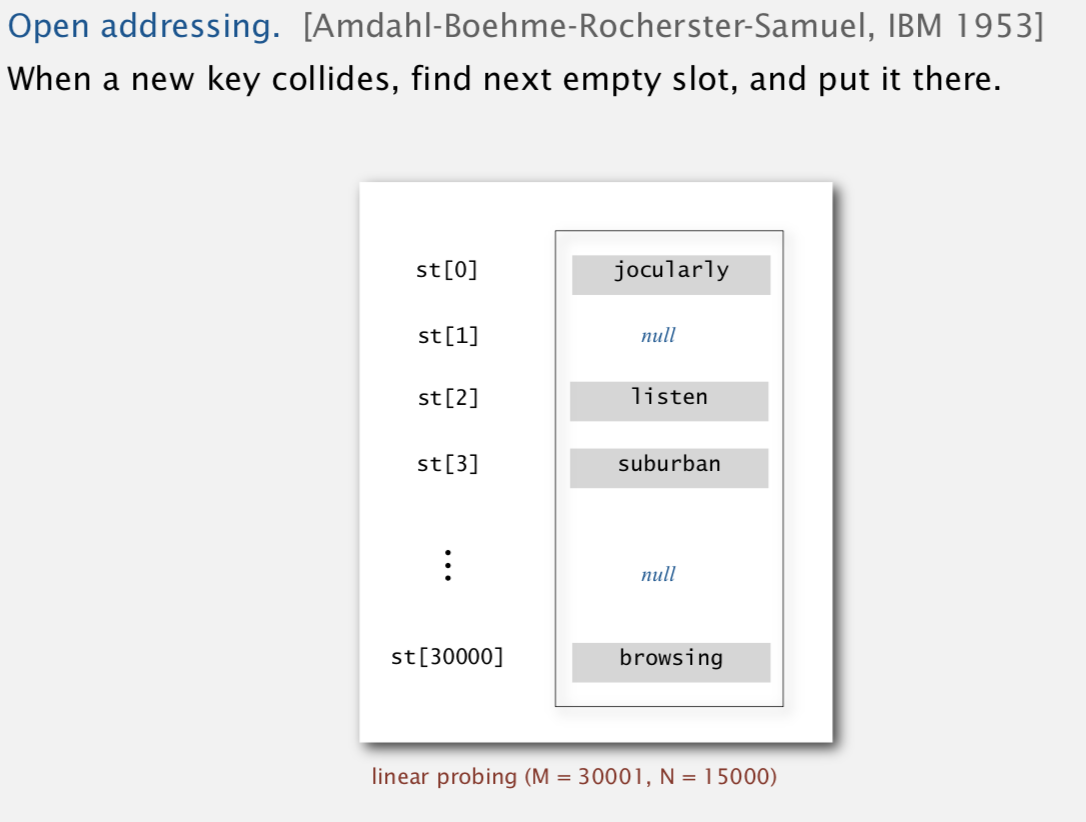 Open addressing. [Amdahl-Boehme-Rocherster-Samuel, IBM 1953]
When a new key collides, find next empty slot, and put it there.
st[0] jocularly
st[1] null
st[2] listen
st[3] suburban
⋮ null
st[30000] browsing
linear probing (M = 30001, N = 15000)